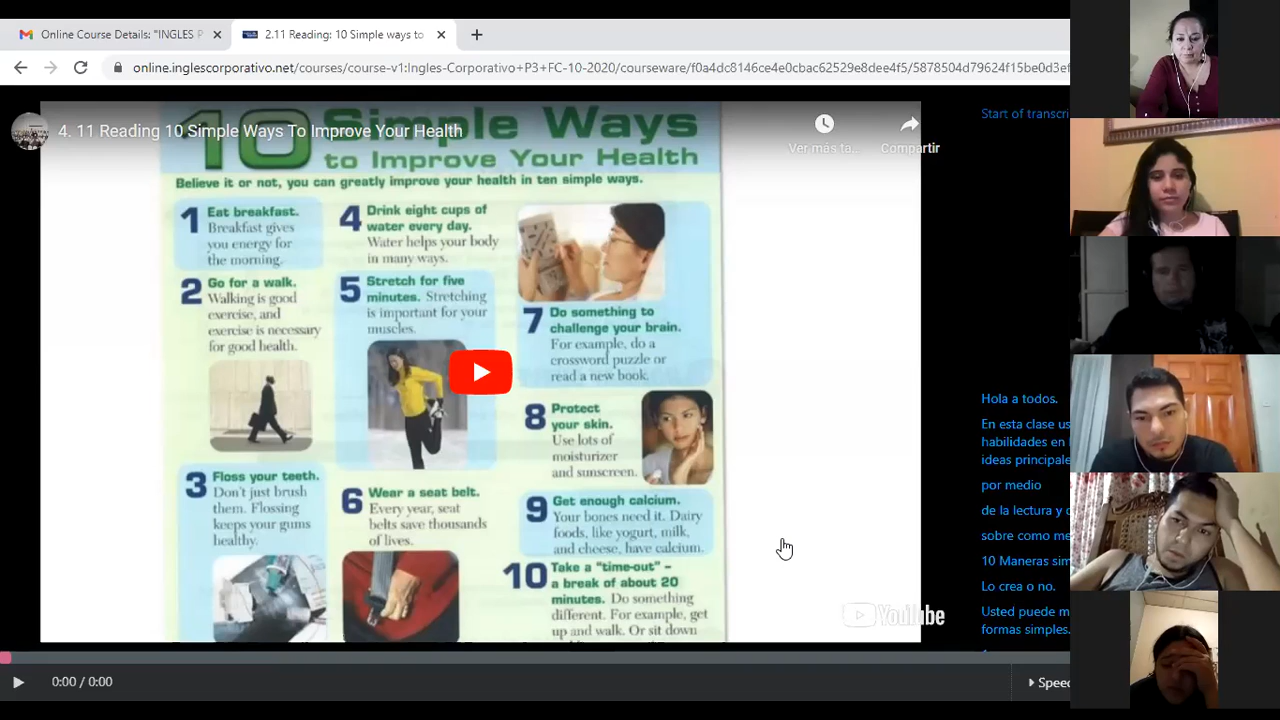 Online Course Details: "INGLES P
2.11 Reading: 10 Simple ways to
online.inglescorporativo.net/courses/course-v1:Ingles-Corporativo+P3+FC-10-2020/courseware/f0a4dc8146ce4e0cbac62529e8dee4f5/5878504d79624f15be0d3ef
4. 11 Reading 10 Simple Ways To Improve Your Health
Ver más ta...
Compartir
10 Simple Ways
to Improve Your Health
Believe it or not, you can greatly improve your health in ten simple ways.
1 Eat breakfast.
Breakfast gives
you energy for
the morning.
2 Go for a walk.
Walking is good
exercise, and
exercise is necessary
for good health.
3 Floss your teeth.
Don't just brush
them. Flossing
keeps your gums
healthy.
4 Drink eight cups of
water every day.
Water helps your body
in many ways.
5 Stretch for five
minutes. Stretching
is important for your
muscles.
6 Wear a seat belt.
Every year, seat
belts save thousands
of lives.
7 Do something to
challenge your brain.
For example, do a
crossword puzzle or
read a new book.
8 Protect
your skin.
Use lots of
moisturizer
and sunscreen.
9 Get enough calcium.
Your bones need it. Dairy
foods, like yogurt, milk,
and cheese, have calcium.
10 Take a "time-out" –
a break of about 20
minutes. Do something
different. For example, get
up and walk. Or sit down
YouTube
Start of transcri
Hola a todos.
En esta clase us
habilidades en
ideas principale
por medio
de la lectura y
sobre como me
10 Maneras sim
Lo crea o no.
Usted puede m
formas simples.
0:00 / 0:00
Speed